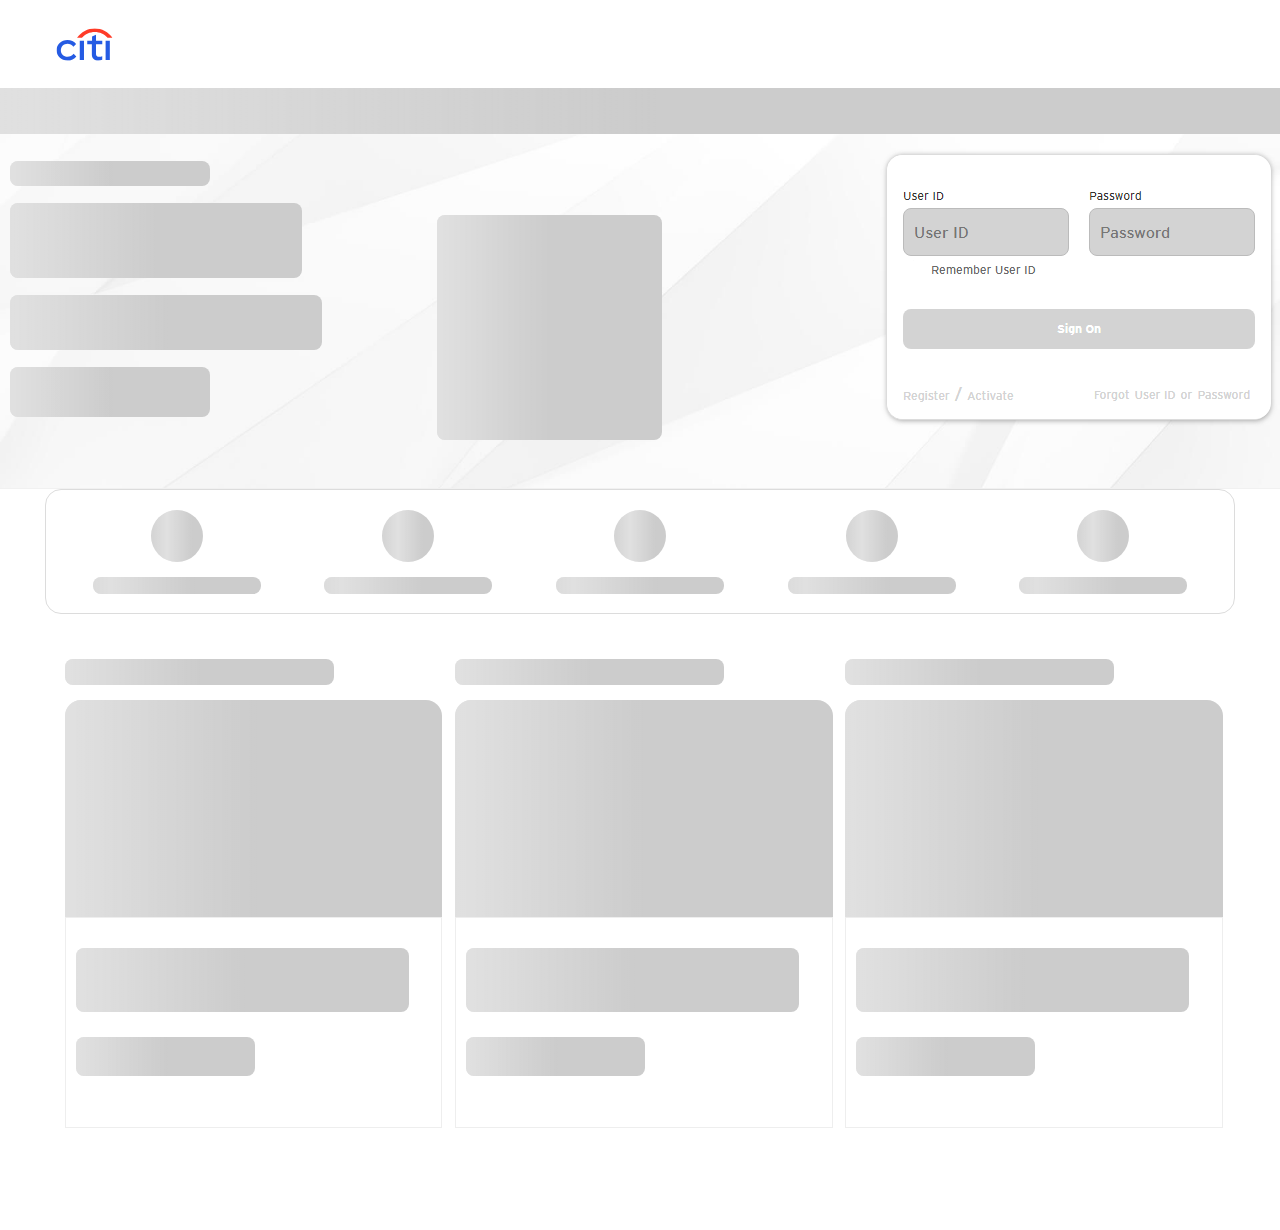 citi
User ID
Password
User ID
Password
Remember User ID
Sign On
Register / Activate
Forgot User ID or Password